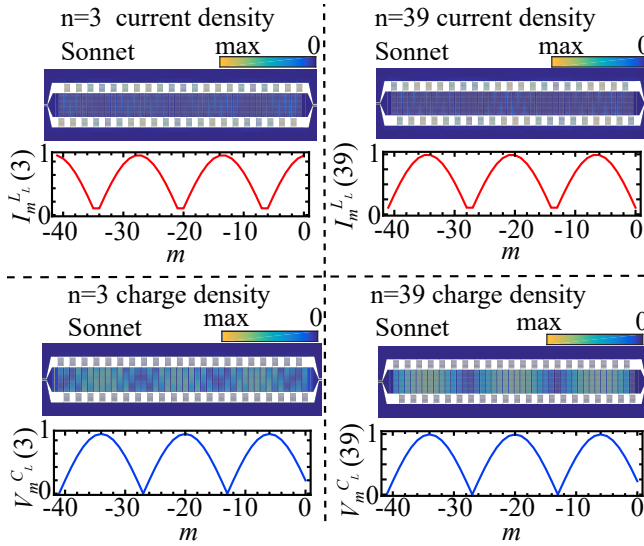 n=3 current density
Sonnet
max 0
1
I_m^{L_L}(3)
0
-40 -30 -20 -10 0
m
n=39 current density
Sonnet
max 0
1
I_m^{L_L}(39)
0
-40 -30 -20 -10 0
m
n=3 charge density
Sonnet
max 0
1
V_m^{C_L}(3)
0
-40 -30 -20 -10 0
m
n=39 charge density
Sonnet
max 0
1
V_m^{C_L}(39)
0
-40 -30 -20 -10 0
m